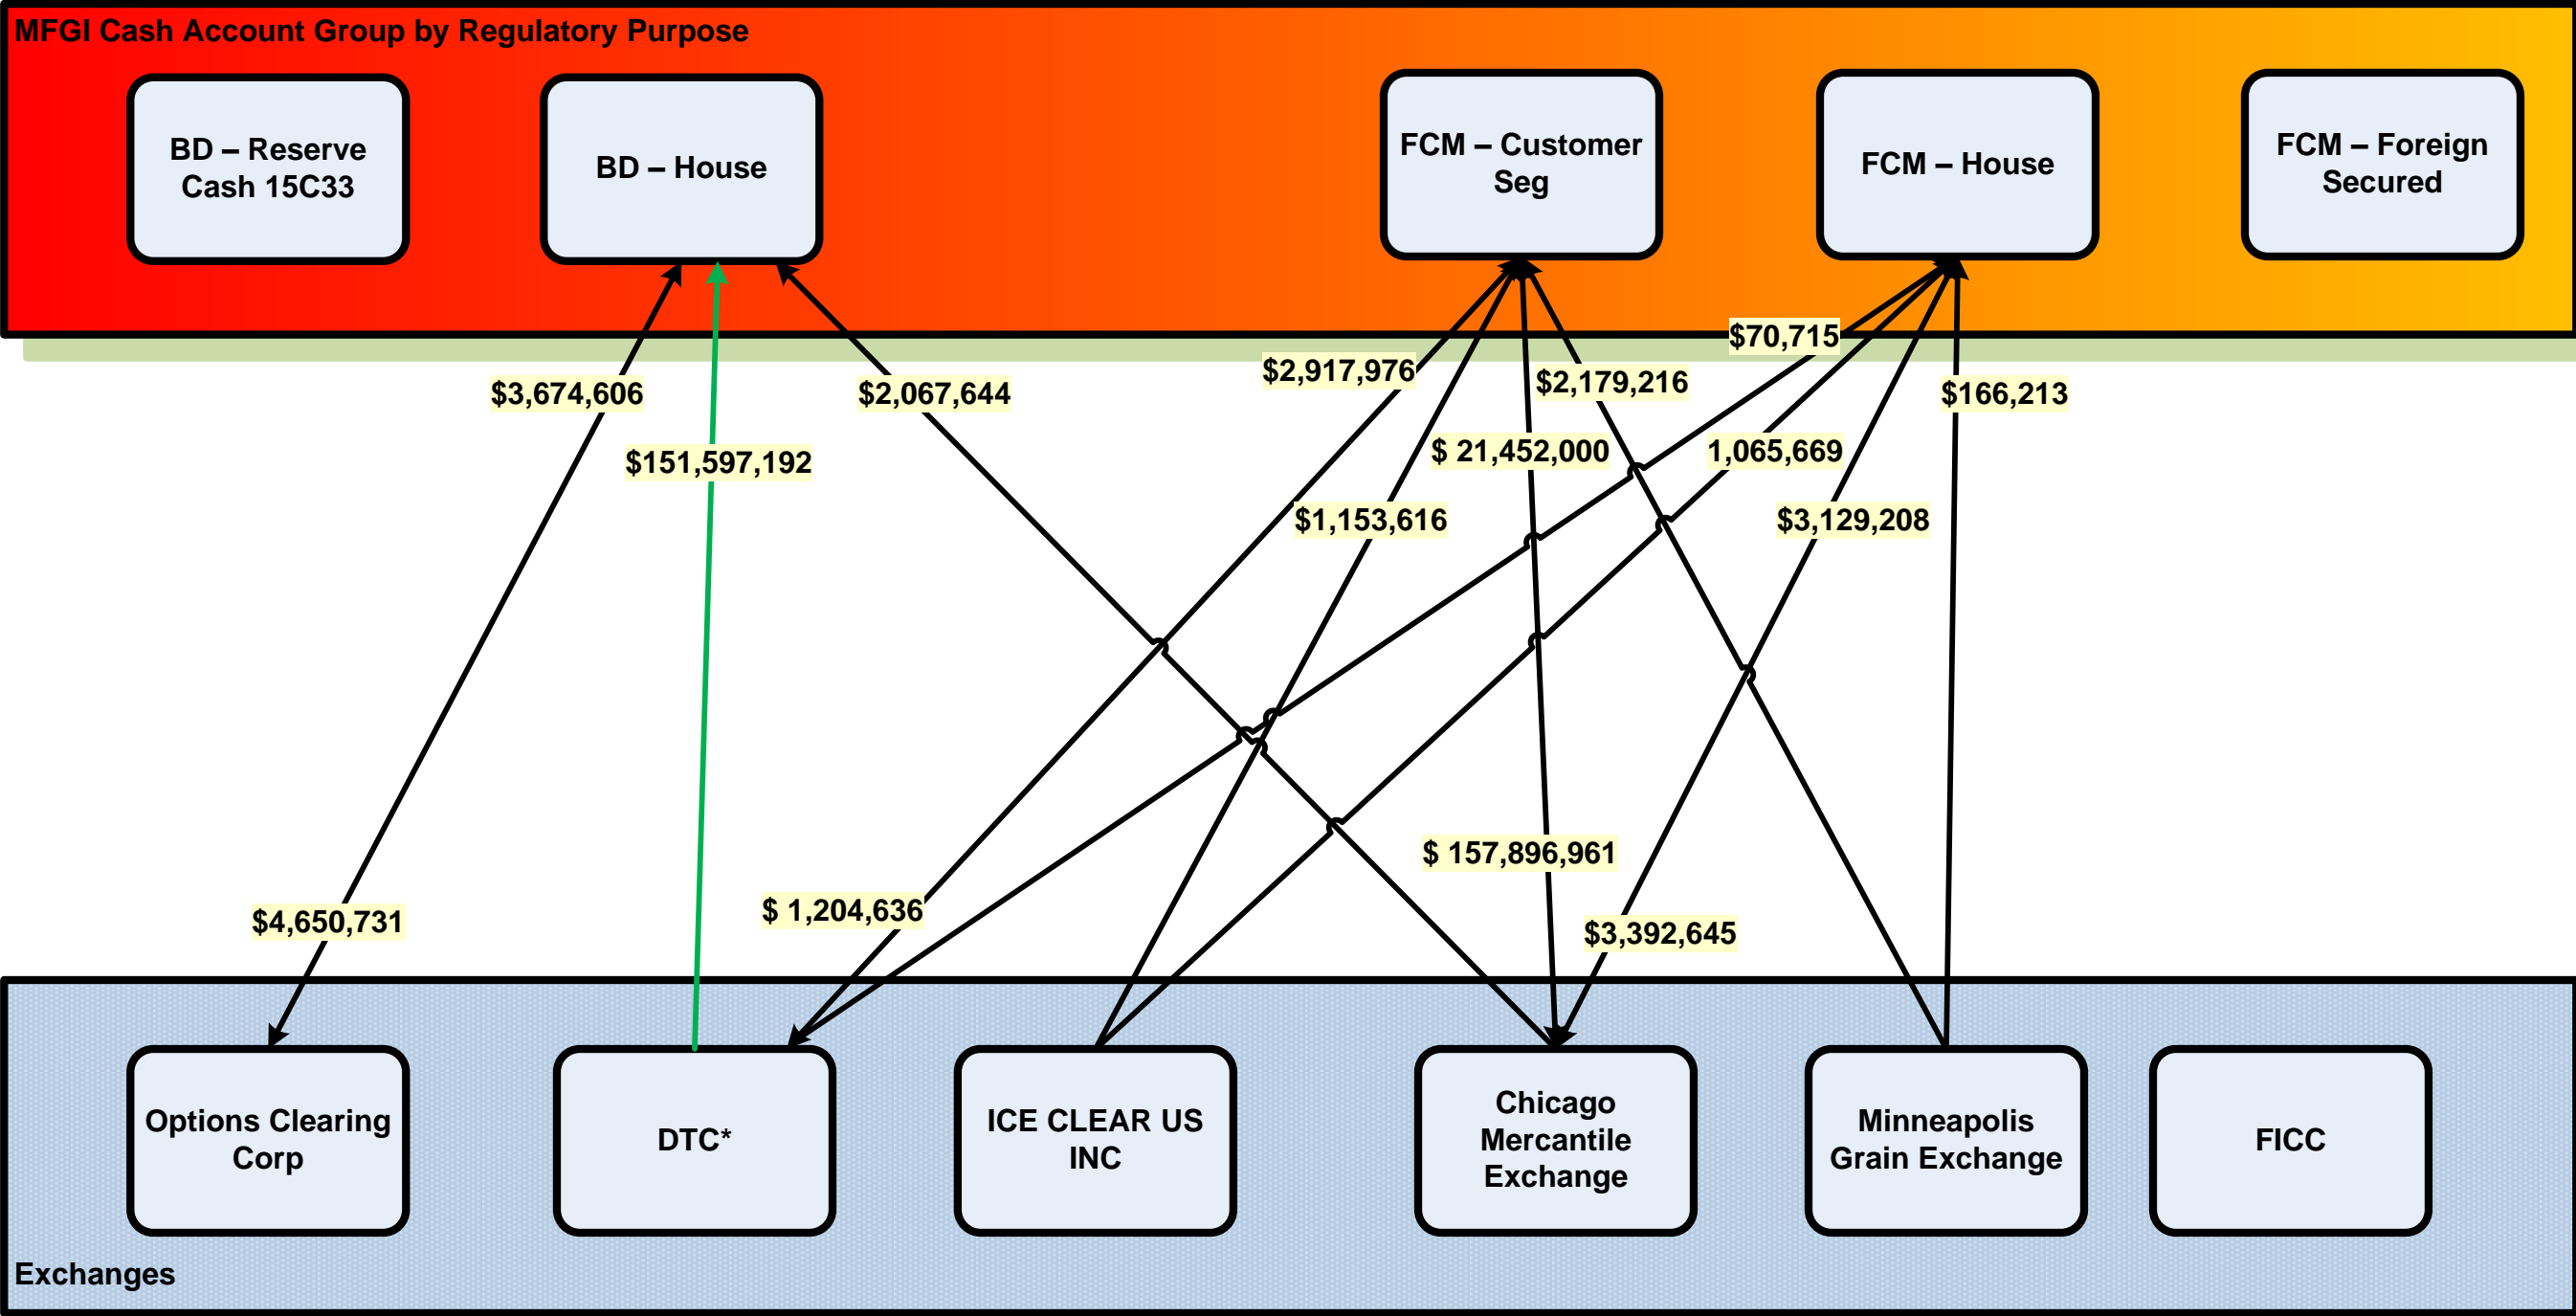 MFGI Cash Account Group by Regulatory Purpose
BD – Reserve
Cash 15C33
BD – House
FCM – Customer
Seg
FCM – House
FCM – Foreign
Secured
$70,715
$2,917,976
$2,179,216
$3,674,606
$2,067,644
$166,213
$151,597,192
$ 21,452,000
1,065,669
$1,153,616
$3,129,208
$ 157,896,961
$ 1,204,636
$4,650,731
$3,392,645
Options Clearing
Corp
DTC*
ICE CLEAR US
INC
Chicago
Mercantile
Exchange
Minneapolis
Grain Exchange
FICC
Exchanges